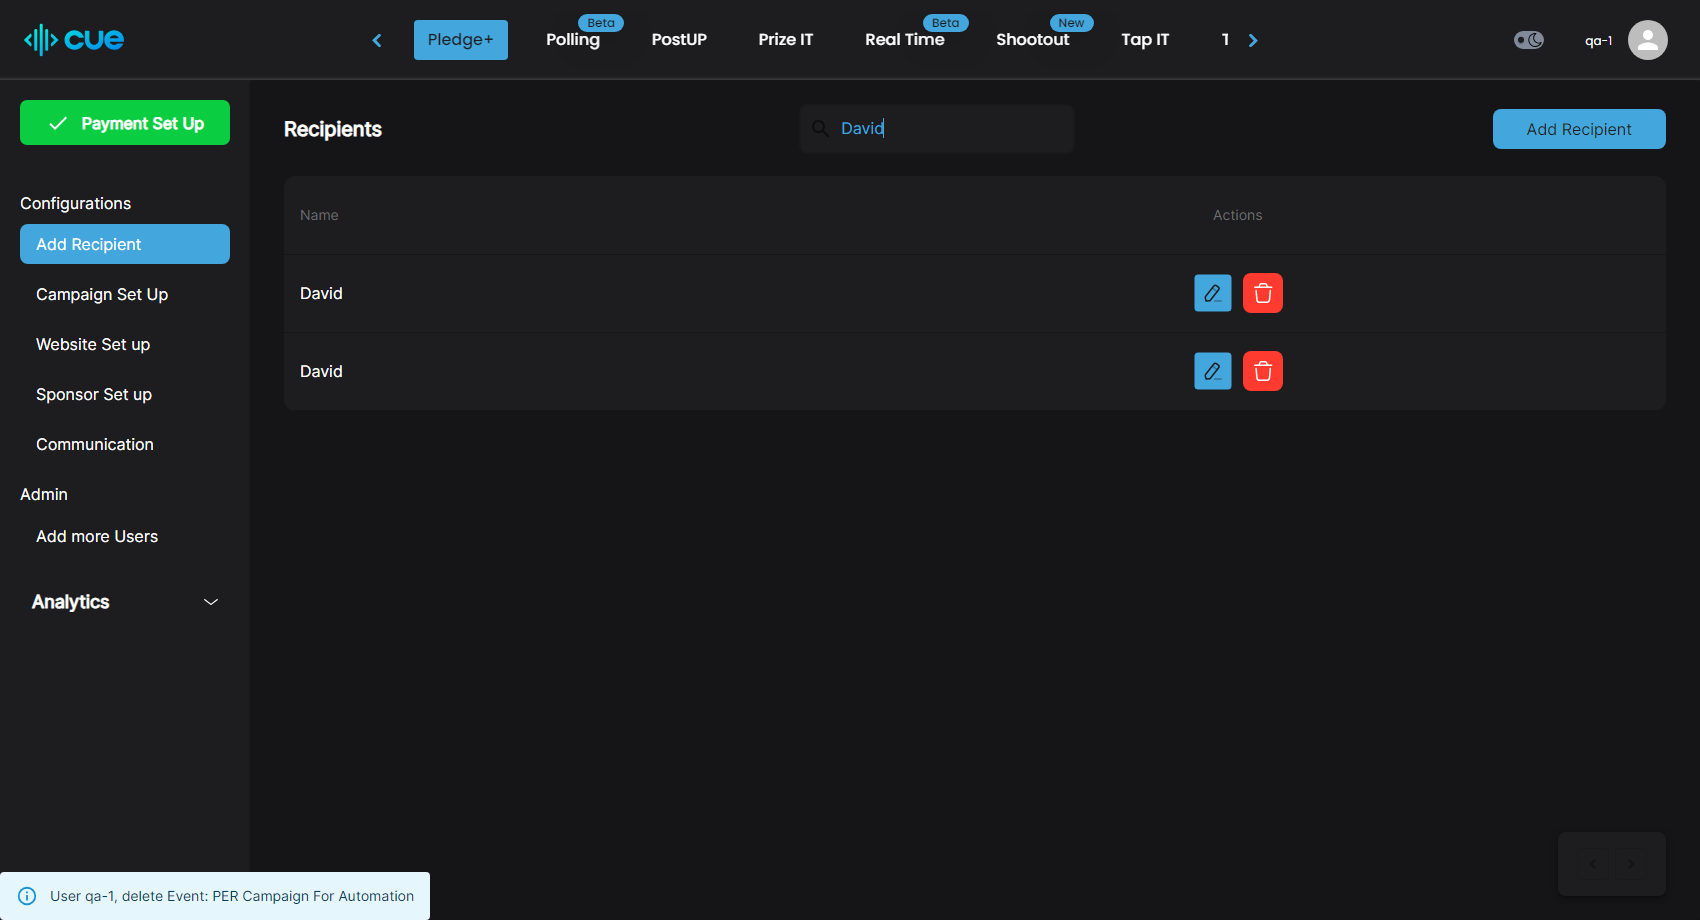 cue
Pledge+
Beta
Polling
PostUP
Prize IT
Beta
Real Time
New
Shootout
Tap IT
qa-1
Payment Set Up
Configurations
Add Recipient
Campaign Set Up
Website Set up
Sponsor Set up
Communication
Admin
Add more Users
Analytics
Recipients
David
Add Recipient
Name
Actions
David
David
User qa-1, delete Event: PER Campaign For Automation